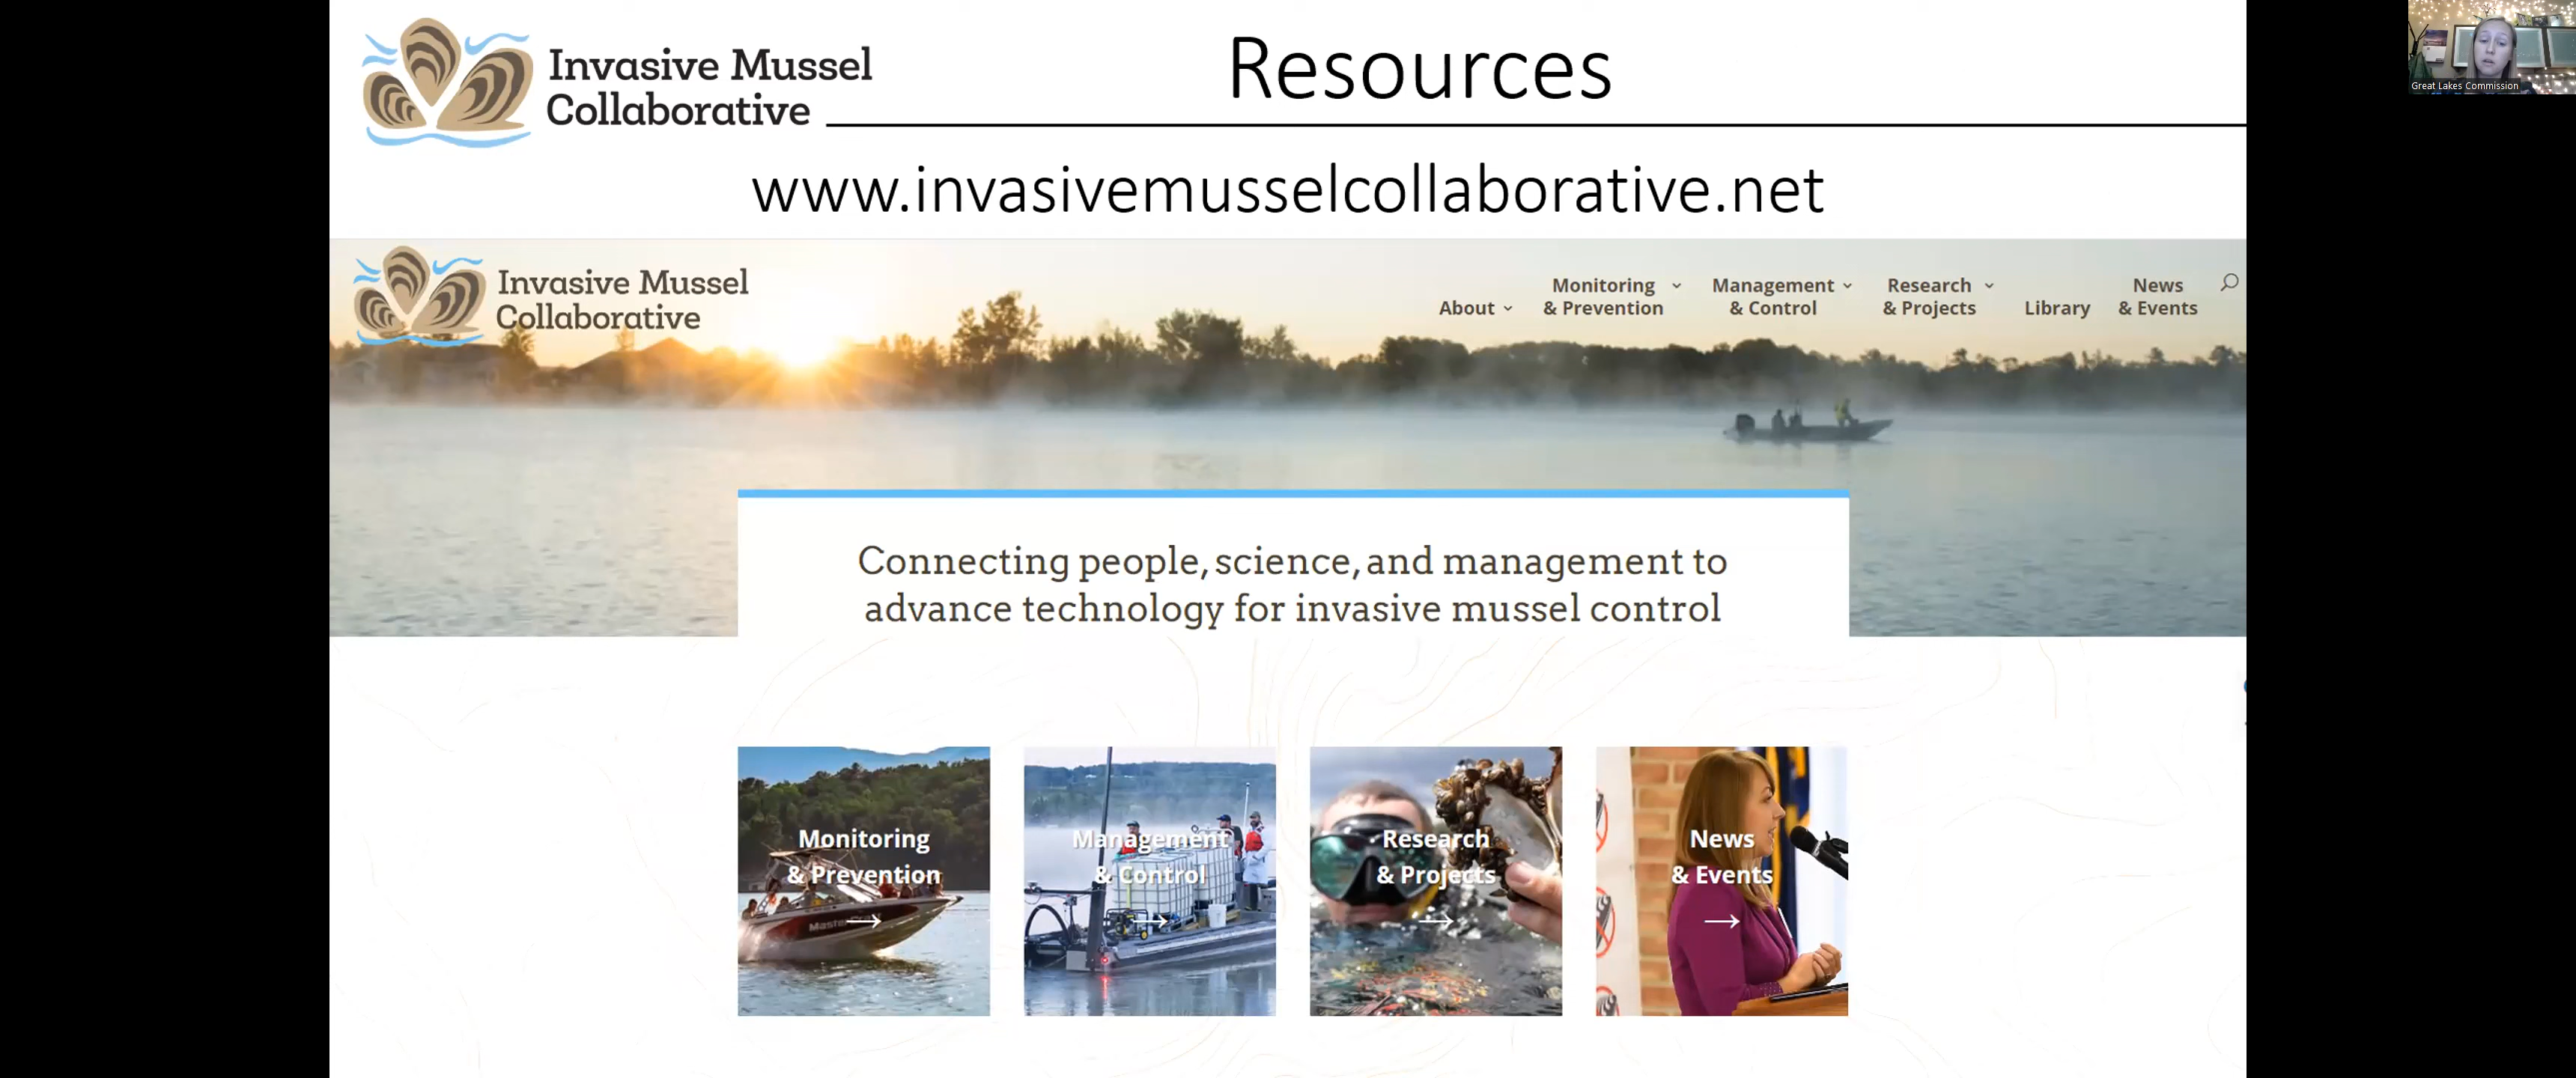 Invasive Mussel
Collaborative
Resources
Great Lakes Commission
www.invasivemusselcollaborative.net
Invasive Mussel
Collaborative
About
Monitoring
& Prevention
Management
& Control
Research
& Projects
Library
News
& Events
Connecting people, science, and management to
advance technology for invasive mussel control
Monitoring
& Prevention
Management
& Control
Research
& Projects
News
& Events